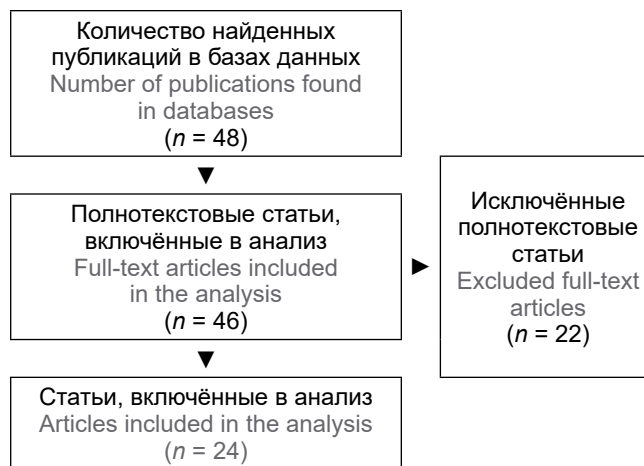 Количество найденных
публикаций в базах данных
Number of publications found
in databases
(n = 48)
▼
Полнотекстовые статьи,
включённые в анализ
Full-text articles included
in the analysis
(n = 46)
►
Исключённые
полнотекстовые
статьи
Excluded full-text
articles
(n = 22)
▼
Статьи, включённые в анализ
Articles included in the analysis
(n = 24)